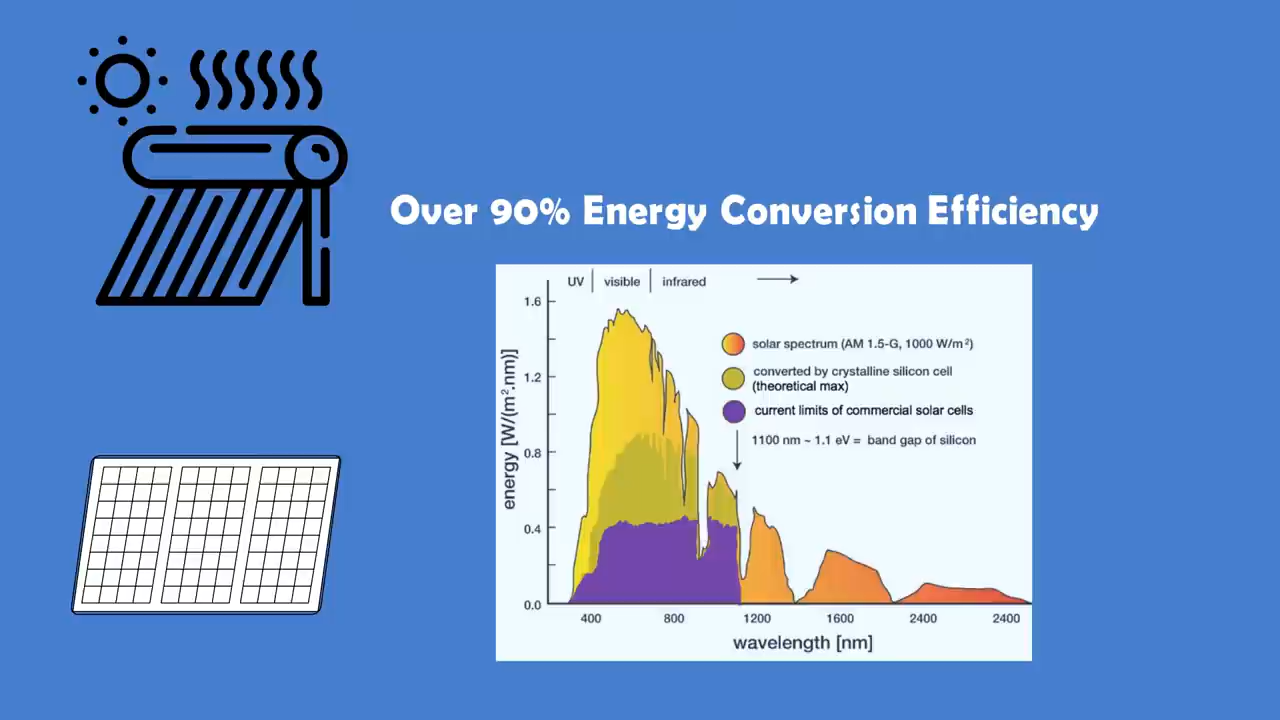 Over 90% Energy Conversion Efficiency
UV | visible | infrared
1.6
1.2
0.8
0.4
0.0
energy [W/(m².nm)]
solar spectrum (AM 1.5-G, 1000 W/m²)
converted by crystalline silicon cell
(theoretical max)
current limits of commercial solar cells
1100 nm ~ 1.1 eV = band gap of silicon
400 800 1200 1600 2400 2400
wavelength [nm]